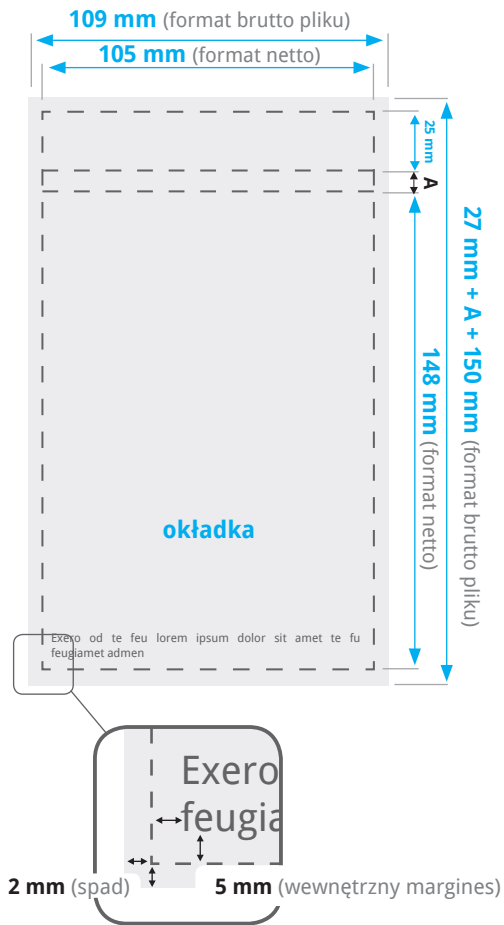 109 mm (format brutto pliku)
105 mm (format netto)
25 mm
A
27 mm + A + 150 mm (format brutto pliku)
148 mm (format netto)
okładka
Exero od te feu lorem ipsum dolor sit amet te fu
feugiamet admen
Exero
feugia
2 mm (spad)
5 mm (wewnętrzny margines)